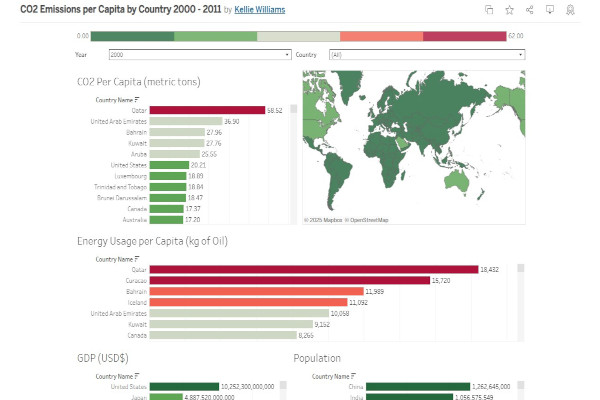 CO2 Emissions per Capita by Country 2000 - 2011 by Kellie Williams
0.00 62.00
Year 2000 Country (All)
CO2 Per Capita (metric tons)
Country Name
Qatar 58.52
United Arab Emirates 36.90
Bahrain 27.96
Kuwait 27.76
Aruba 25.55
United States 20.21
Luxembourg 18.89
Trinidad and Tobago 18.84
Brunei Darussalam 18.47
Canada 17.37
Australia 17.20
© 2025 Mapbox © OpenStreetMap
Energy Usage per Capita (kg of Oil)
Country Name
Qatar 18,432
Curacao 15,720
Bahrain 11,989
Iceland 11,092
United Arab Emirates 10,058
Kuwait 9,152
Canada 8,265
GDP (USD$) Population
Country Name Country Name
United States 10,252,300,000,000 China 1,262,645,000
Japan 4,887,520,000,000 India 1,056,575,549